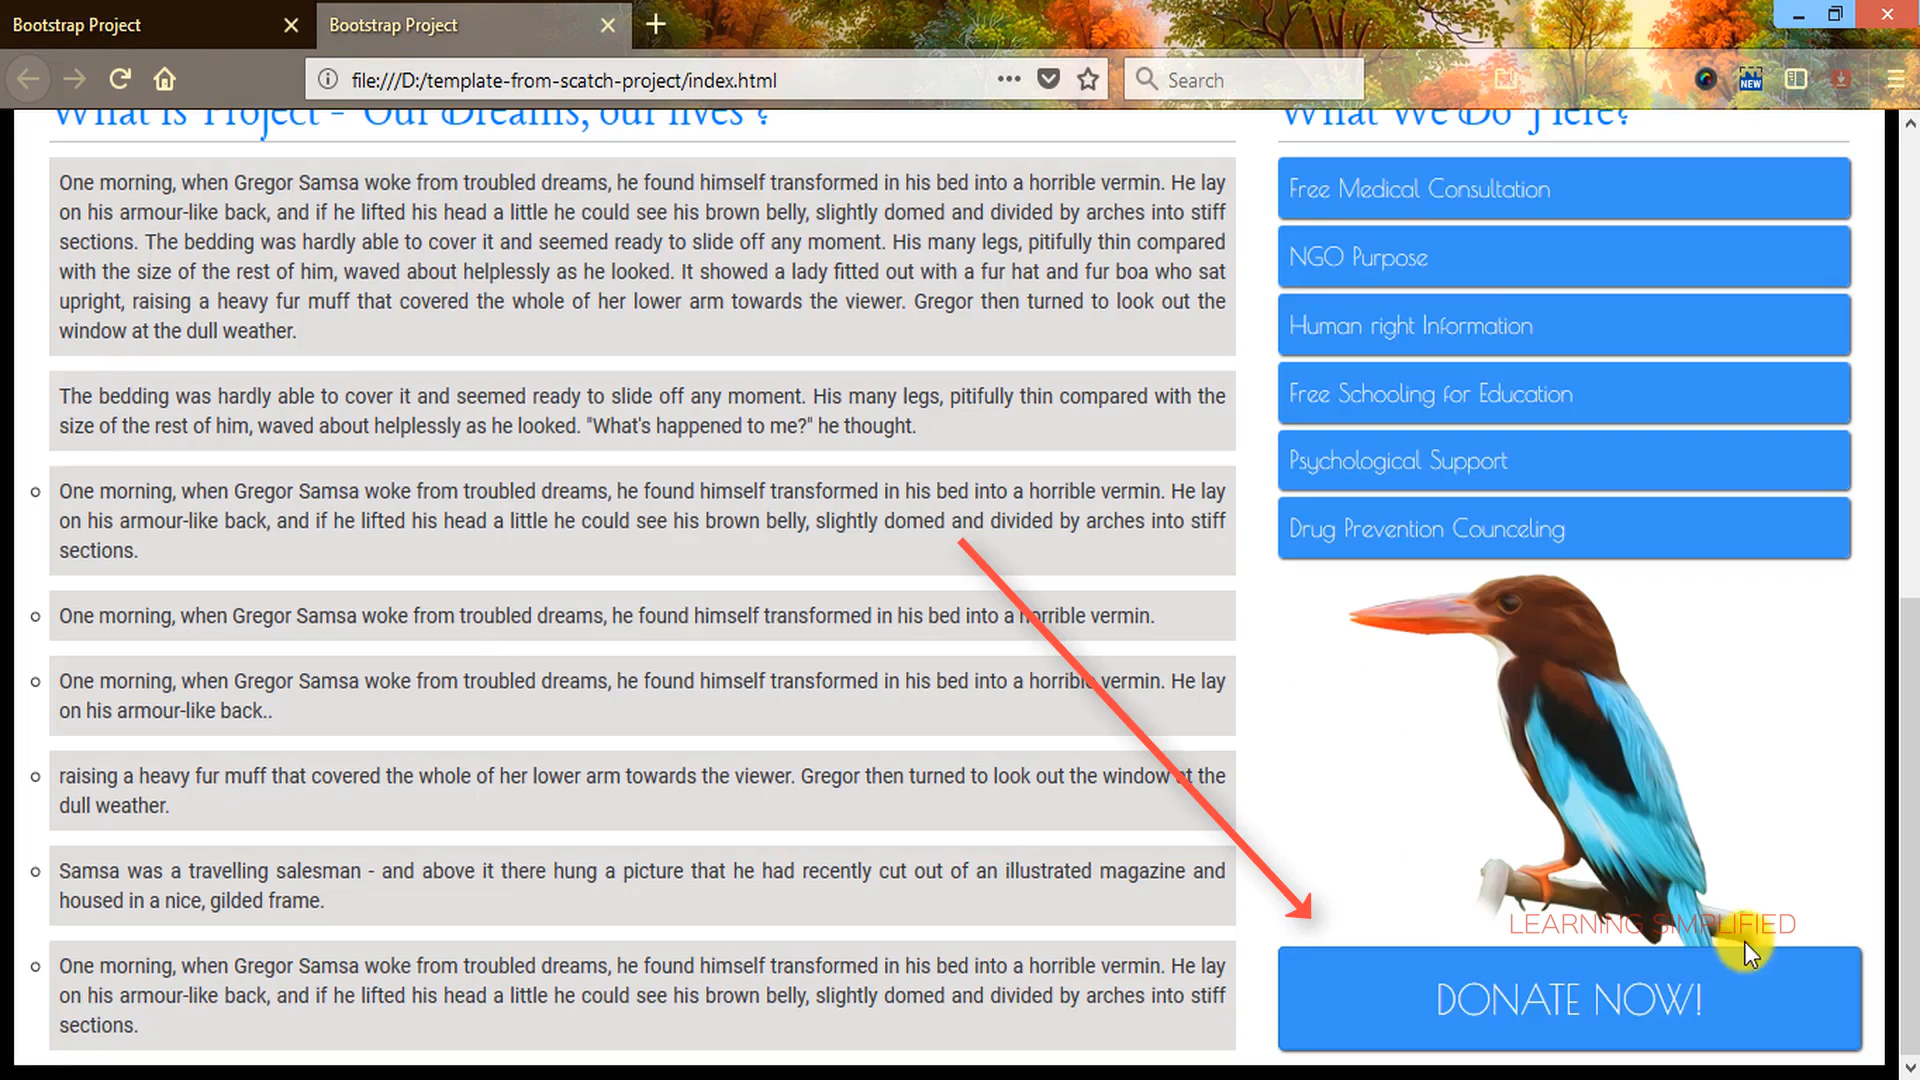 Bootstrap Project
Bootstrap Project
file:///D:/template-from-scatch-project/index.html
Search
NEW
What is Project - 'Our Dreams, our lives'?
One morning, when Gregor Samsa woke from troubled dreams, he found himself transformed in his bed into a horrible vermin. He lay
on his armour-like back, and if he lifted his head a little he could see his brown belly, slightly domed and divided by arches into stiff
sections. The bedding was hardly able to cover it and seemed ready to slide off any moment. His many legs, pitifully thin compared
with the size of the rest of him, waved about helplessly as he looked. It showed a lady fitted out with a fur hat and fur boa who sat
upright, raising a heavy fur muff that covered the whole of her lower arm towards the viewer. Gregor then turned to look out the
window at the dull weather.
The bedding was hardly able to cover it and seemed ready to slide off any moment. His many legs, pitifully thin compared with the
size of the rest of him, waved about helplessly as he looked. "What's happened to me?" he thought.
One morning, when Gregor Samsa woke from troubled dreams, he found himself transformed in his bed into a horrible vermin. He lay
on his armour-like back, and if he lifted his head a little he could see his brown belly, slightly domed and divided by arches into stiff
sections.
One morning, when Gregor Samsa woke from troubled dreams, he found himself transformed in his bed into a horrible vermin.
One morning, when Gregor Samsa woke from troubled dreams, he found himself transformed in his bed into a horrible vermin. He lay
on his armour-like back..
raising a heavy fur muff that covered the whole of her lower arm towards the viewer. Gregor then turned to look out the window at the
dull weather.
Samsa was a travelling salesman - and above it there hung a picture that he had recently cut out of an illustrated magazine and
housed in a nice, gilded frame.
One morning, when Gregor Samsa woke from troubled dreams, he found himself transformed in his bed into a horrible vermin. He lay
on his armour-like back, and if he lifted his head a little he could see his brown belly, slightly domed and divided by arches into stiff
sections.
What We Do Here?
Free Medical Consultation
NGO Purpose
Human right Information
Free Schooling for Education
Psychological Support
Drug Prevention Counceling
LEARNING SIMPLIFIED
DONATE NOW!